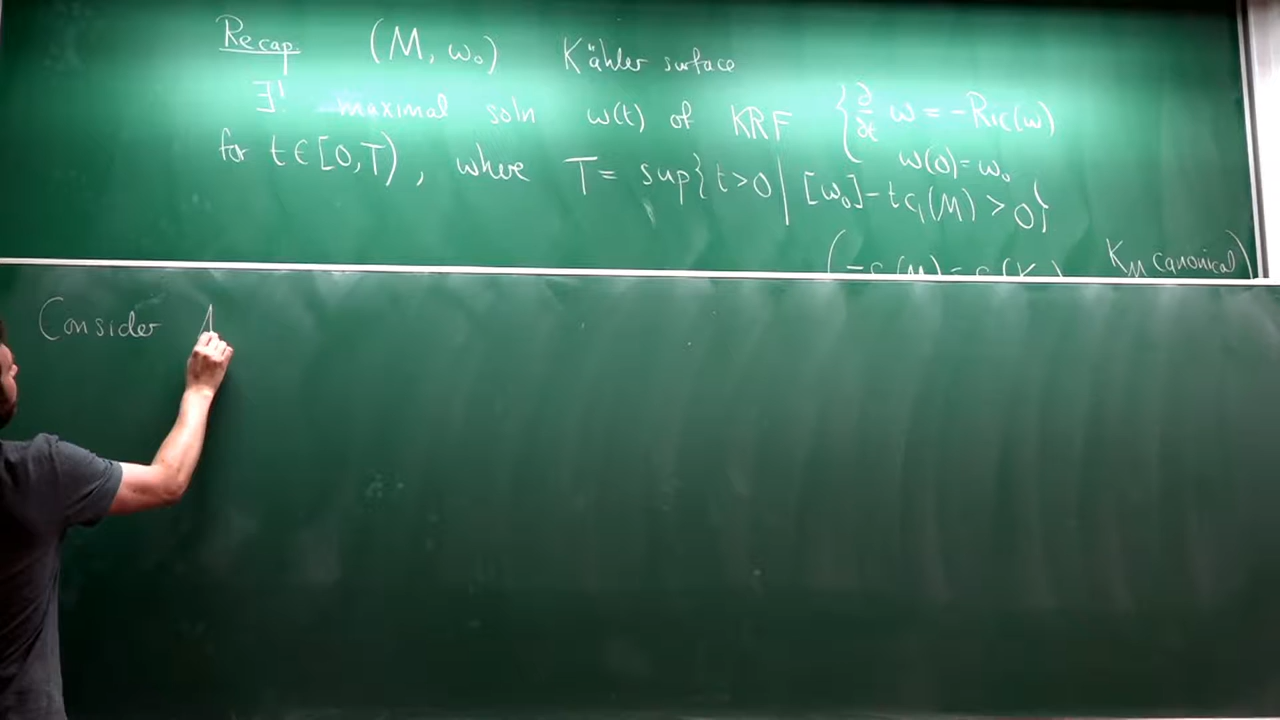 Recap. (M, ω₀) Kähler surface
∃! maximal soln ω(t) of KRF { ∂/∂t ω = -Ric(ω)
ω(0) = ω₀
for t ∈ [0,T), where T = sup{ t>0 | [ω₀] - tc₁(M) > 0 }
K_M canonical)
Consider